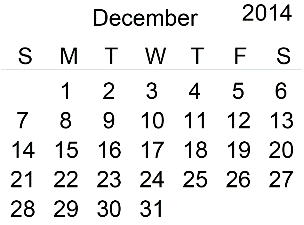 December 2014
S M T W T F S
1 2 3 4 5 6
7 8 9 10 11 12 13
14 15 16 17 18 19 20
21 22 23 24 25 26 27
28 29 30 31